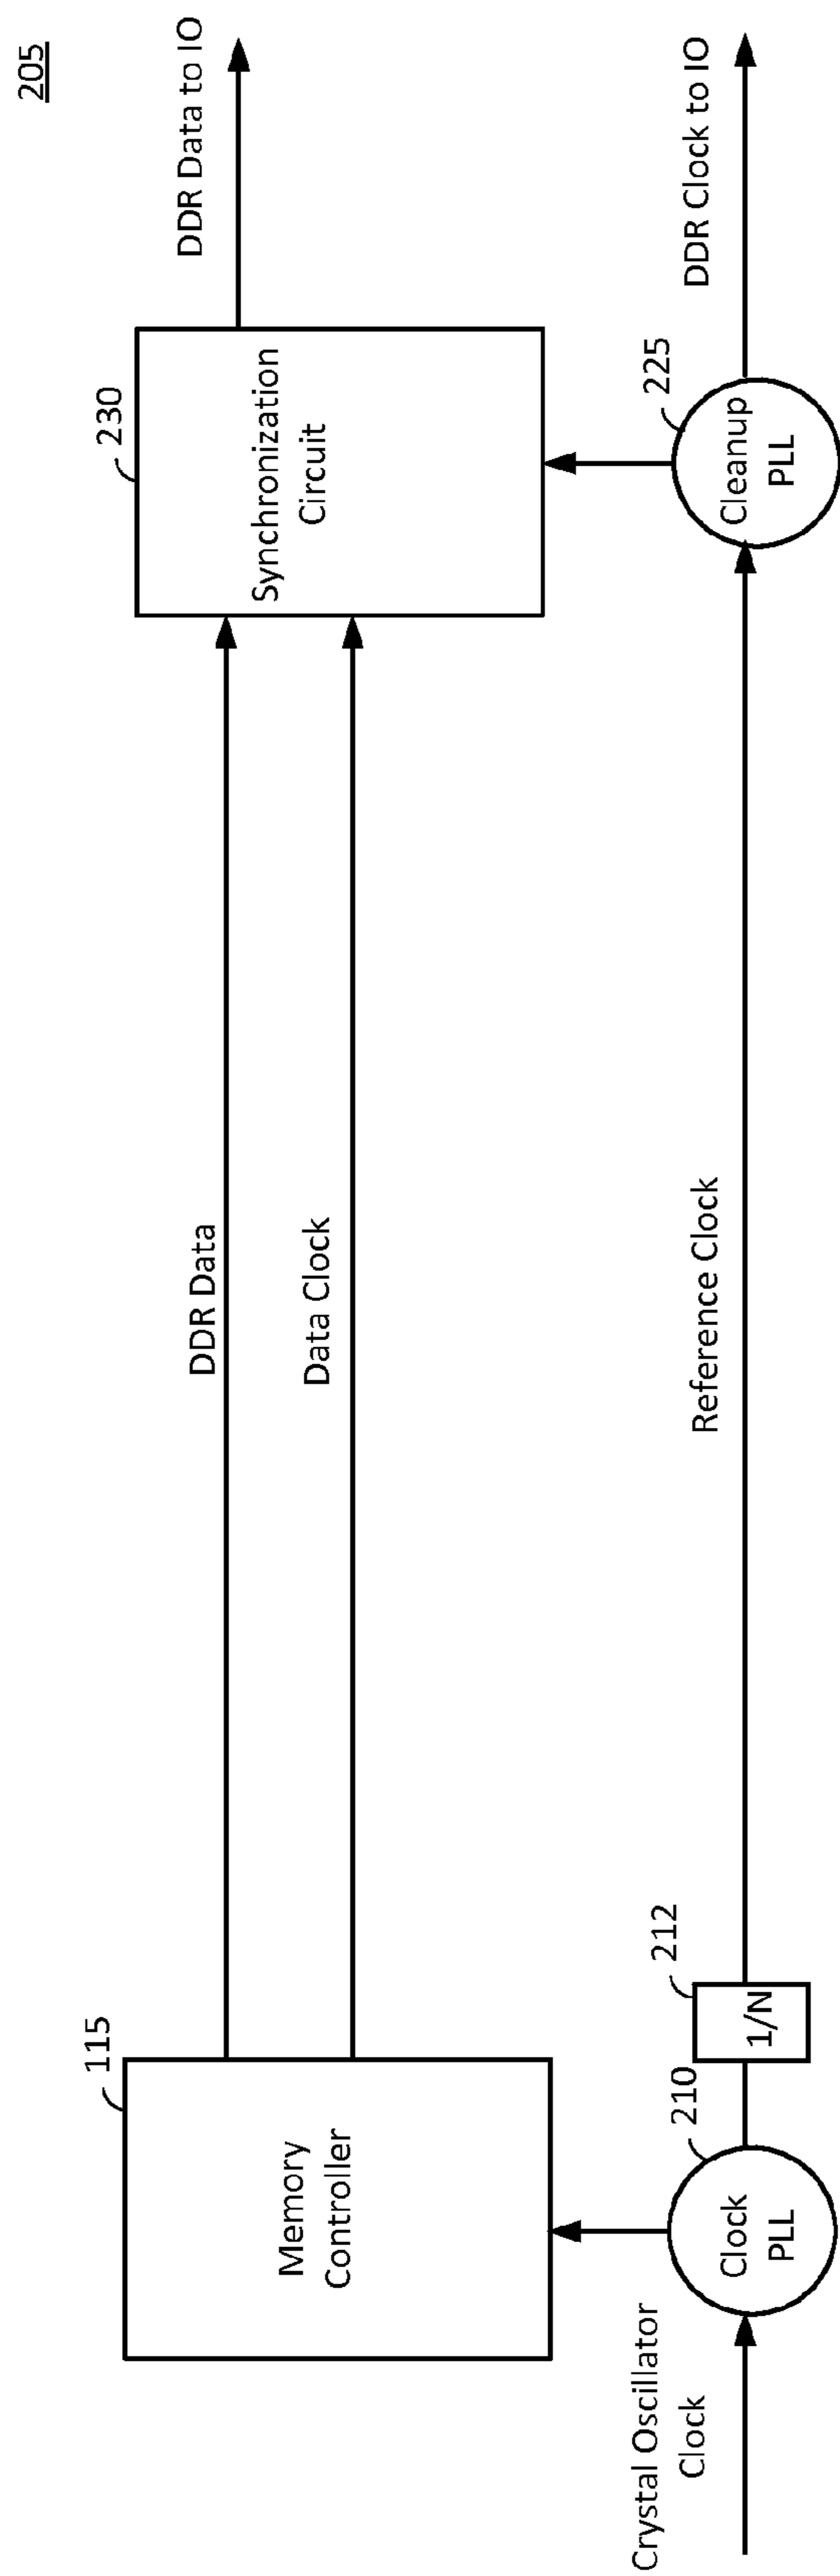 205
DDR Data to IO
230
Synchronization
Circuit
DDR Clock to IO
225
Cleanup
PLL
DDR Data
Data Clock
Reference Clock
115
Memory
Controller
212
1/N
210
Clock
PLL
Crystal Oscillator
Clock